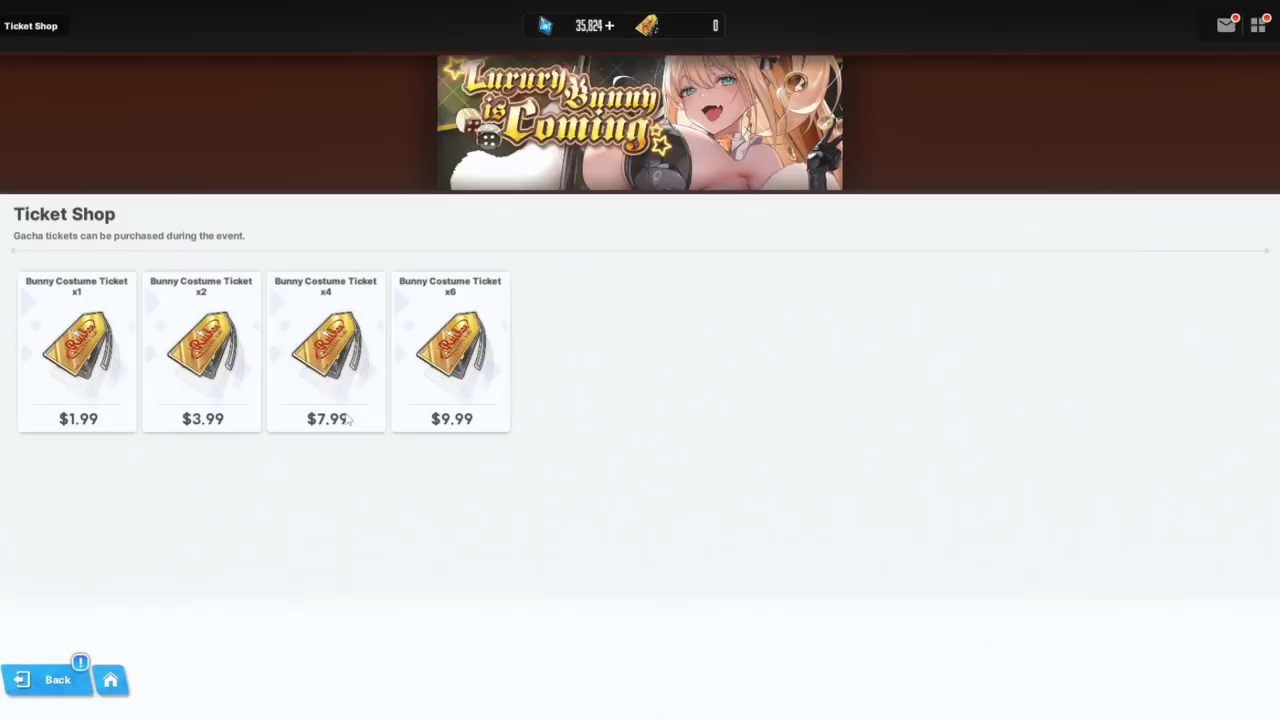 Ticket Shop
35,824 +
0
Luxury
Bunny
is
Coming
Ticket Shop
Gacha tickets can be purchased during the event.
Bunny Costume Ticket
x1
$1.99
Bunny Costume Ticket
x2
$3.99
Bunny Costume Ticket
x4
$7.99
Bunny Costume Ticket
x6
$9.99
!
Back